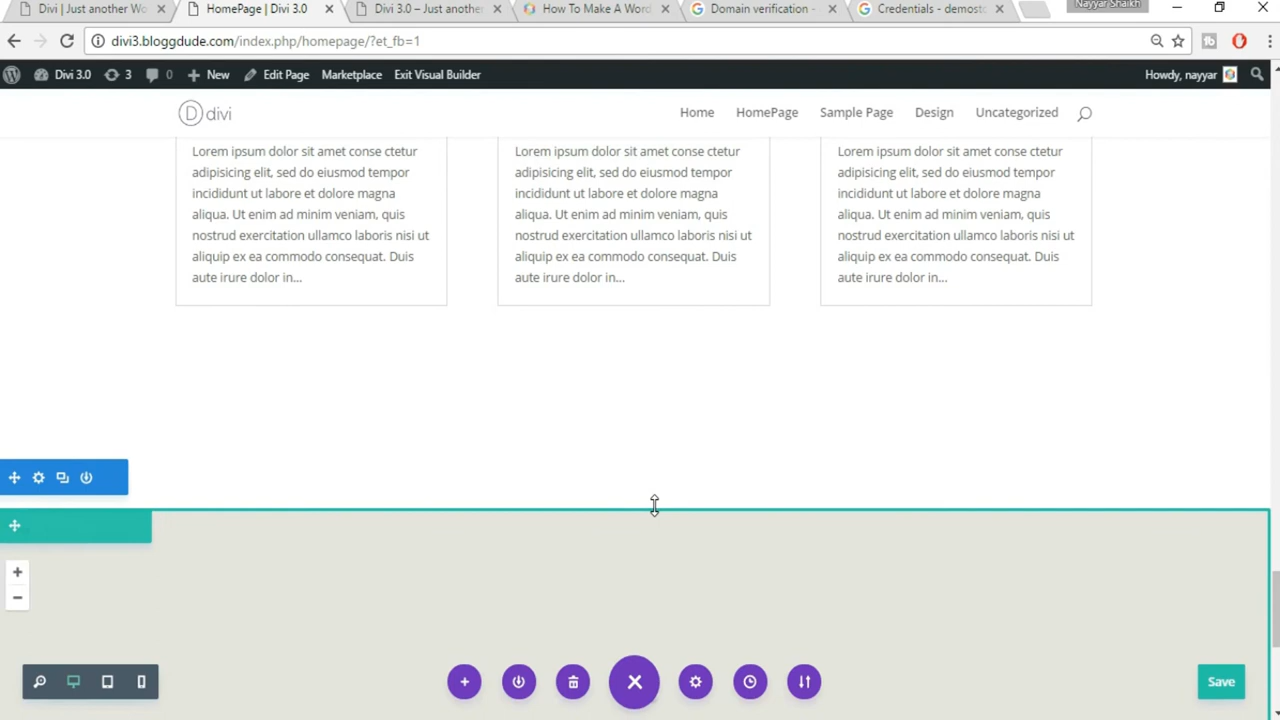 Divi | Just another Wo
HomePage | Divi 3.0
Divi 3.0 – Just another
How To Make A Word
Domain verification -
Credentials - demosto
Nayyar Shaikh
divi3.bloggdude.com/index.php/homepage/?et_fb=1
Divi 3.0
3
0
New
Edit Page
Marketplace
Exit Visual Builder
Howdy, nayyar
D divi
Home
HomePage
Sample Page
Design
Uncategorized
Lorem ipsum dolor sit amet conse ctetur
adipisicing elit, sed do eiusmod tempor
incididunt ut labore et dolore magna
aliqua. Ut enim ad minim veniam, quis
nostrud exercitation ullamco laboris nisi ut
aliquip ex ea commodo consequat. Duis
aute irure dolor in...
Lorem ipsum dolor sit amet conse ctetur
adipisicing elit, sed do eiusmod tempor
incididunt ut labore et dolore magna
aliqua. Ut enim ad minim veniam, quis
nostrud exercitation ullamco laboris nisi ut
aliquip ex ea commodo consequat. Duis
aute irure dolor in...
Lorem ipsum dolor sit amet conse ctetur
adipisicing elit, sed do eiusmod tempor
incididunt ut labore et dolore magna
aliqua. Ut enim ad minim veniam, quis
nostrud exercitation ullamco laboris nisi ut
aliquip ex ea commodo consequat. Duis
aute irure dolor in...
Save